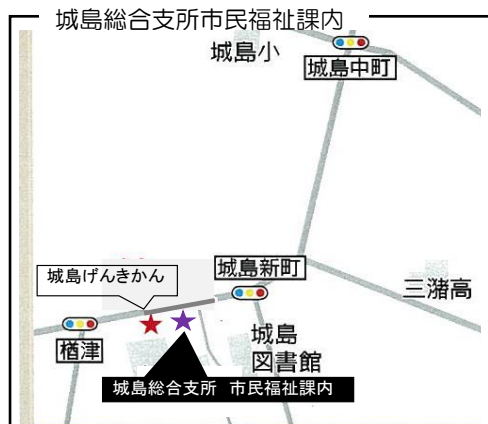 城島総合支所市民福祉課内
城島小
城島中町
城島げんきかん
城島新町
三潴高
楢津
城島
図書館
城島総合支所 市民福祉課内